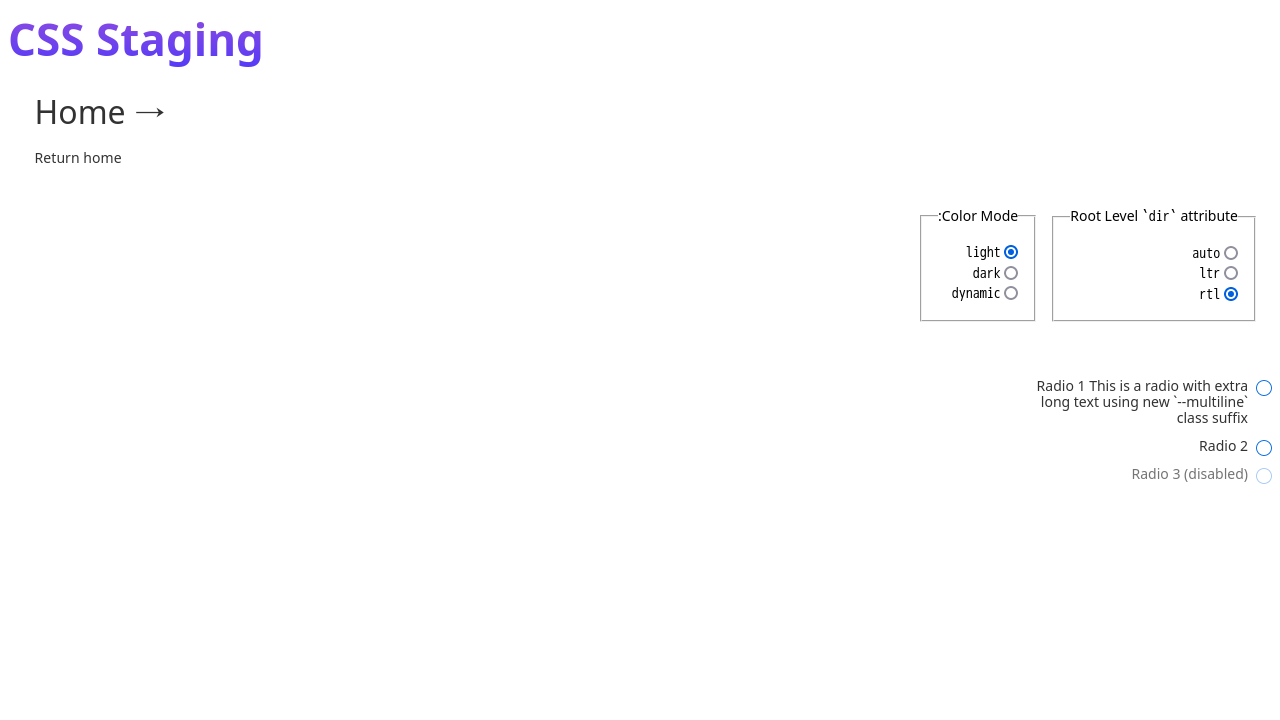 CSS Staging
Home →
Return home
:Color Mode
light
dark
dynamic
Root Level `dir` attribute
auto
ltr
rtl
Radio 1 This is a radio with extra
long text using new `--multiline`
class suffix
Radio 2
Radio 3 (disabled)